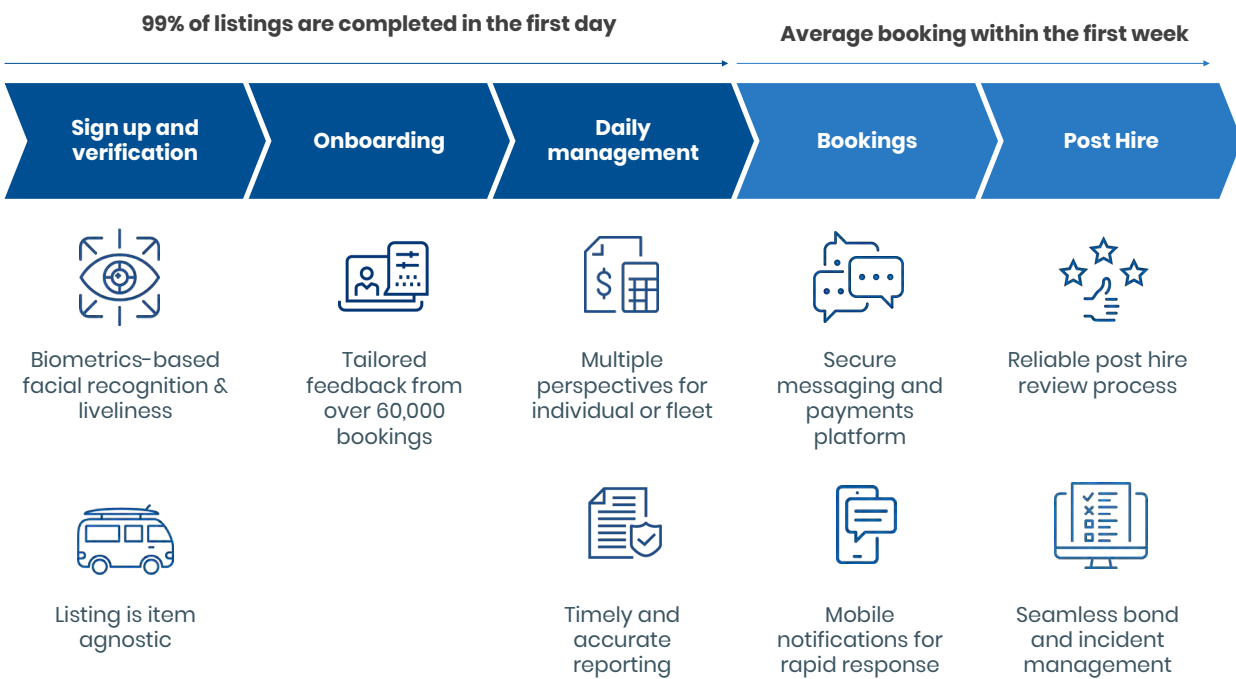 99% of listings are completed in the first day
Average booking within the first week
Sign up and
verification
Onboarding
Daily
management
Bookings
Post Hire
Biometrics-based
facial recognition &
liveliness
Tailored
feedback from
over 60,000
bookings
Multiple
perspectives for
individual or fleet
Secure
messaging and
payments
platform
Reliable post hire
review process
Listing is item
agnostic
Timely and
accurate
reporting
Mobile
notifications for
rapid response
Seamless bond
and incident
management